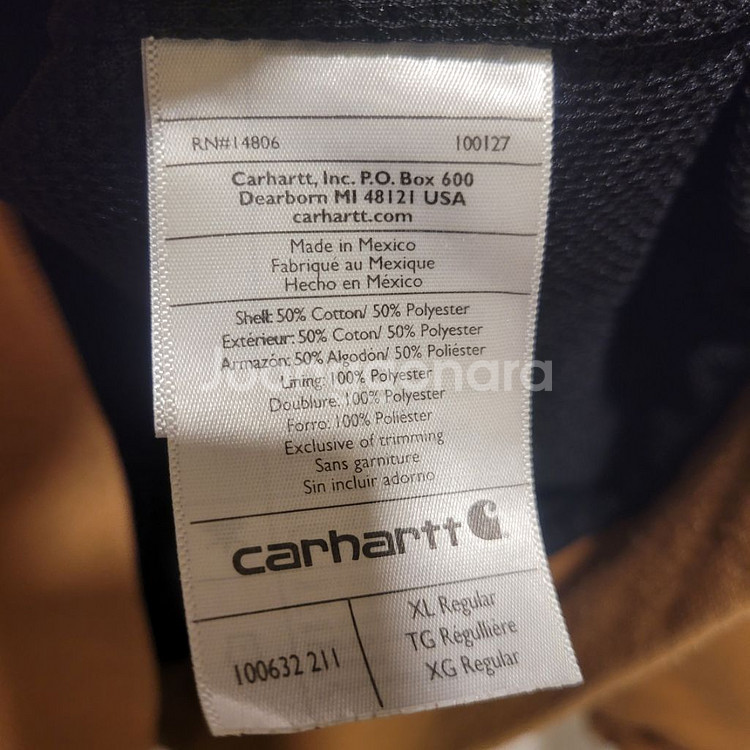 RN#14806 100127
Carhartt, Inc. P.O. Box 600
Dearborn MI 48121 USA
carhartt.com
Made in Mexico
Fabriqué au Mexique
Hecho en México
Shell: 50% Cotton/ 50% Polyester
Extérieur: 50% Coton/ 50% Polyester
Armazón: 50% Algodón/ 50% Poliéster
Lining: 100% Polyester
Doublure: 100% Polyester
Forro: 100% Poliéster
Exclusive of trimming
Sans garniture
Sin incluir adorno
carhartt
100632 211
XL Regular
TG Régullière
XG Regular